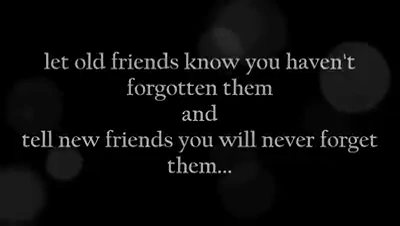 let old friends know you haven't
forgotten them
and
tell new friends you will never forget
them...